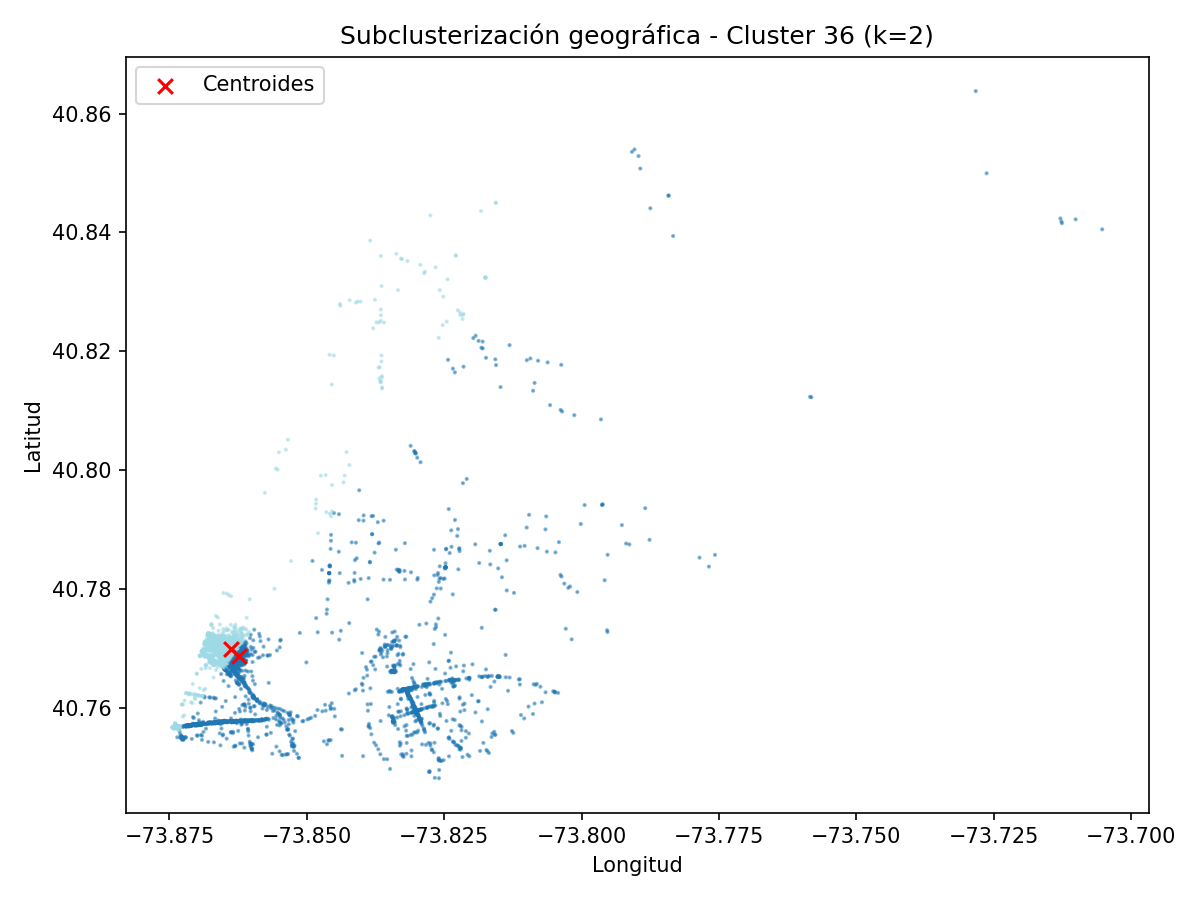 Subclusterización geográfica - Cluster 36 (k=2)
Centroides
40.86
40.84
40.82
40.80
40.78
40.76
Latitud
−73.875 −73.850 −73.825 −73.800 −73.775 −73.750 −73.725 −73.700
Longitud